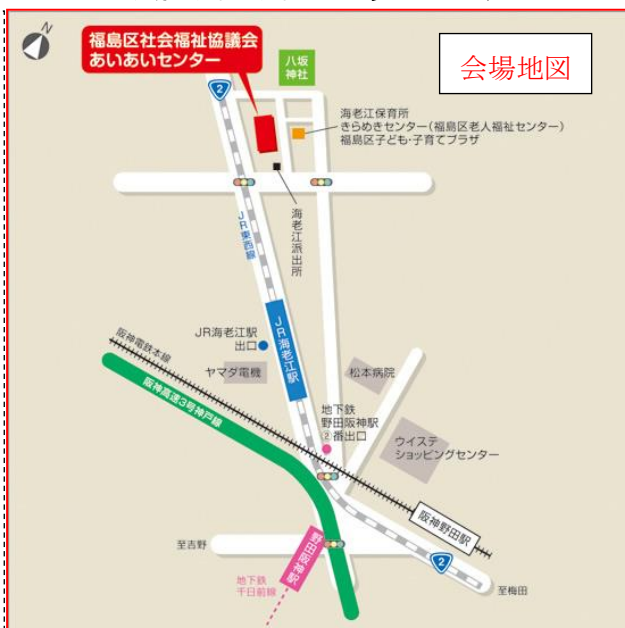 N
福島区社会福祉協議会
あいあいセンター
八坂
神社
会場地図
2
海老江保育所
きらめきセンター(福島区老人福祉センター)
福島区子ども・子育てプラザ
海老江派出所
JR東西線
JR海老江駅
出口
JR海老江駅
阪神電鉄本線
ヤマダ電機
松本病院
阪神高速3号神戸線
地下鉄
野田阪神駅
②番出口
ウイステ
ショッピングセンター
阪神野田駅
至吉野
野田阪神駅
2
地下鉄
千日前線
至梅田